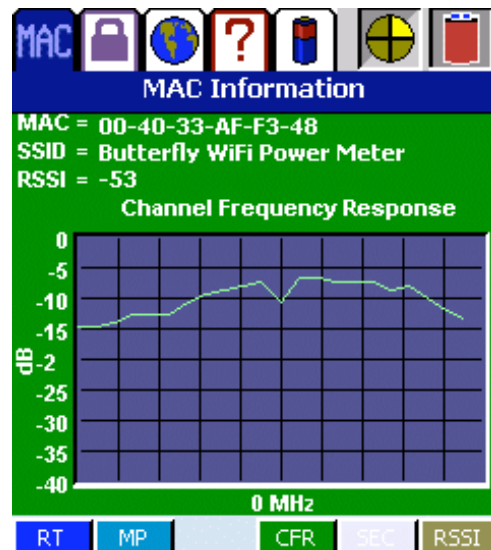 MAC
?
MAC Information
MAC = 00-40-33-AF-F3-48
SSID = Butterfly WiFi Power Meter
RSSI = -53
Channel Frequency Response
0
-5
-10
-15
-2
-25
-30
-35
-40
dB
0 MHz
RT MP CFR SEC RSSI